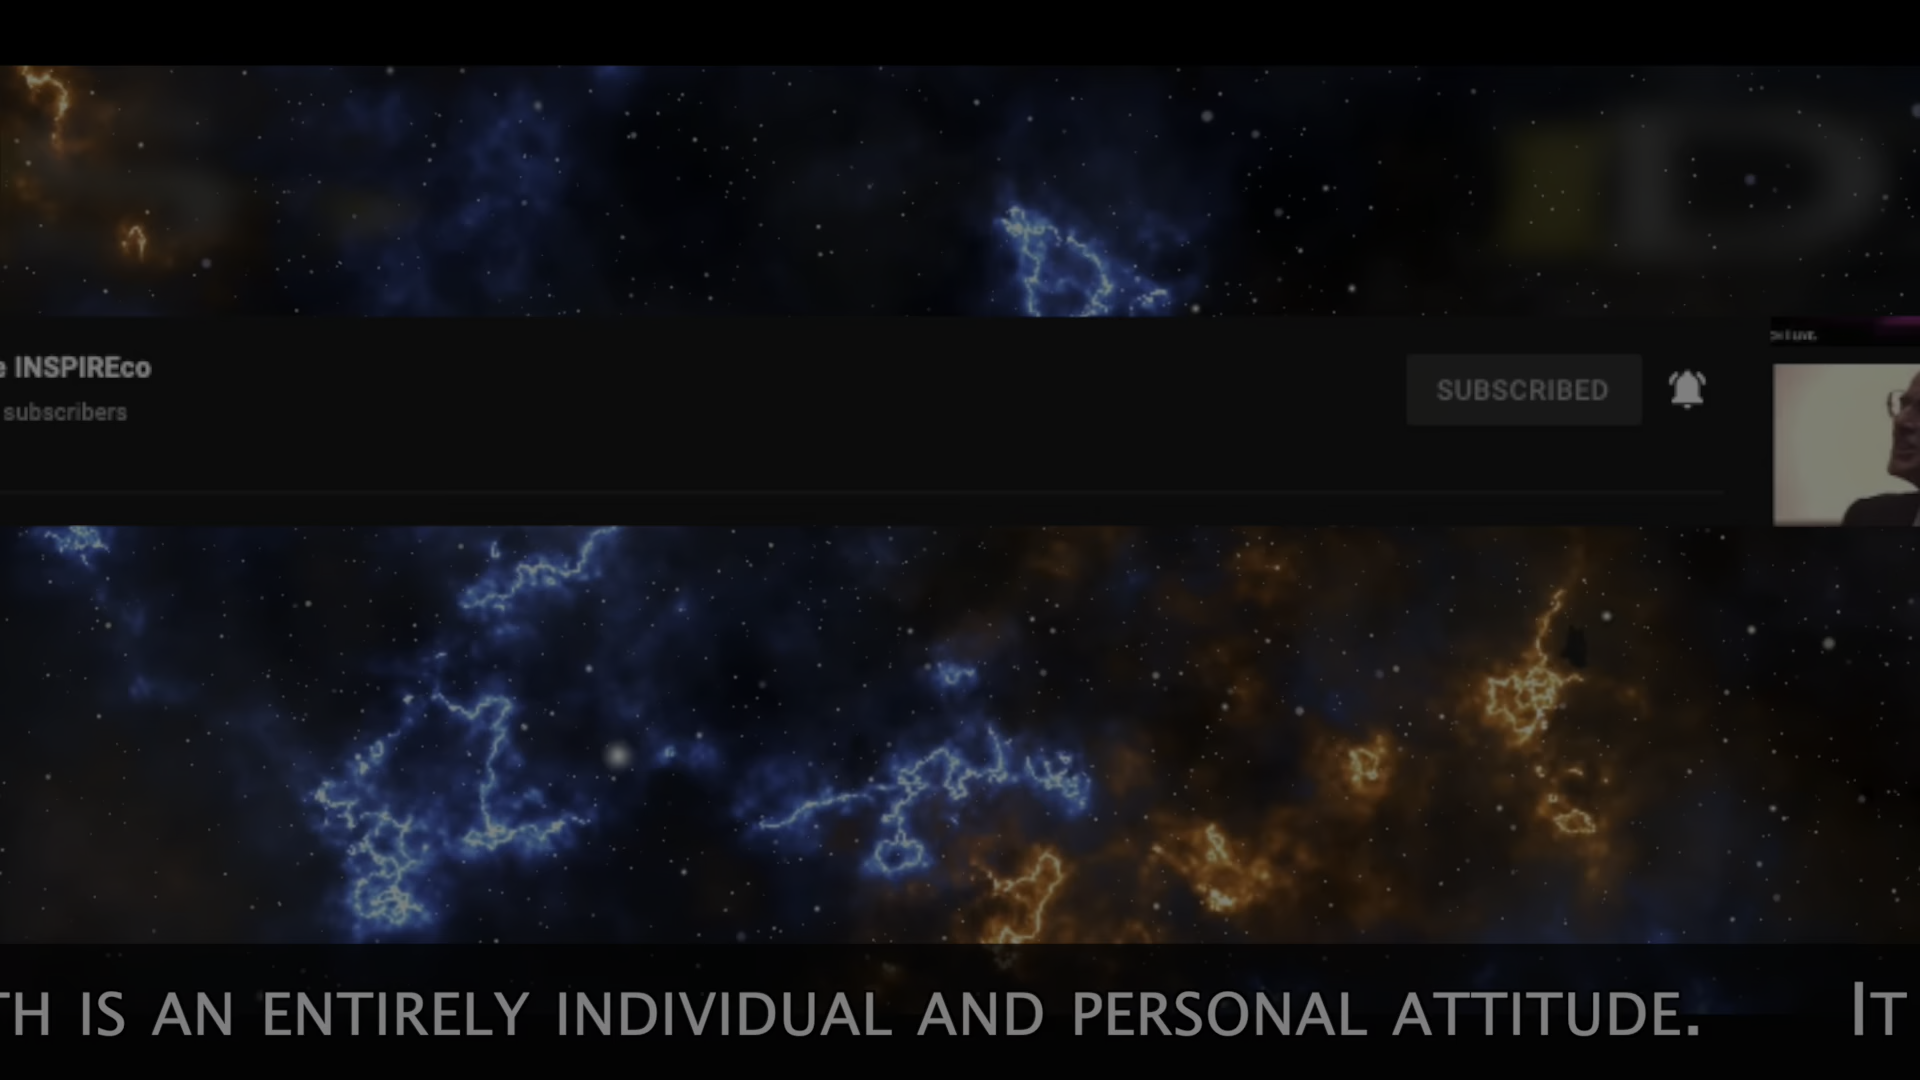 INSPIREco
SUBSCRIBED
subscribers
TH IS AN ENTIRELY INDIVIDUAL AND PERSONAL ATTITUDE. IT